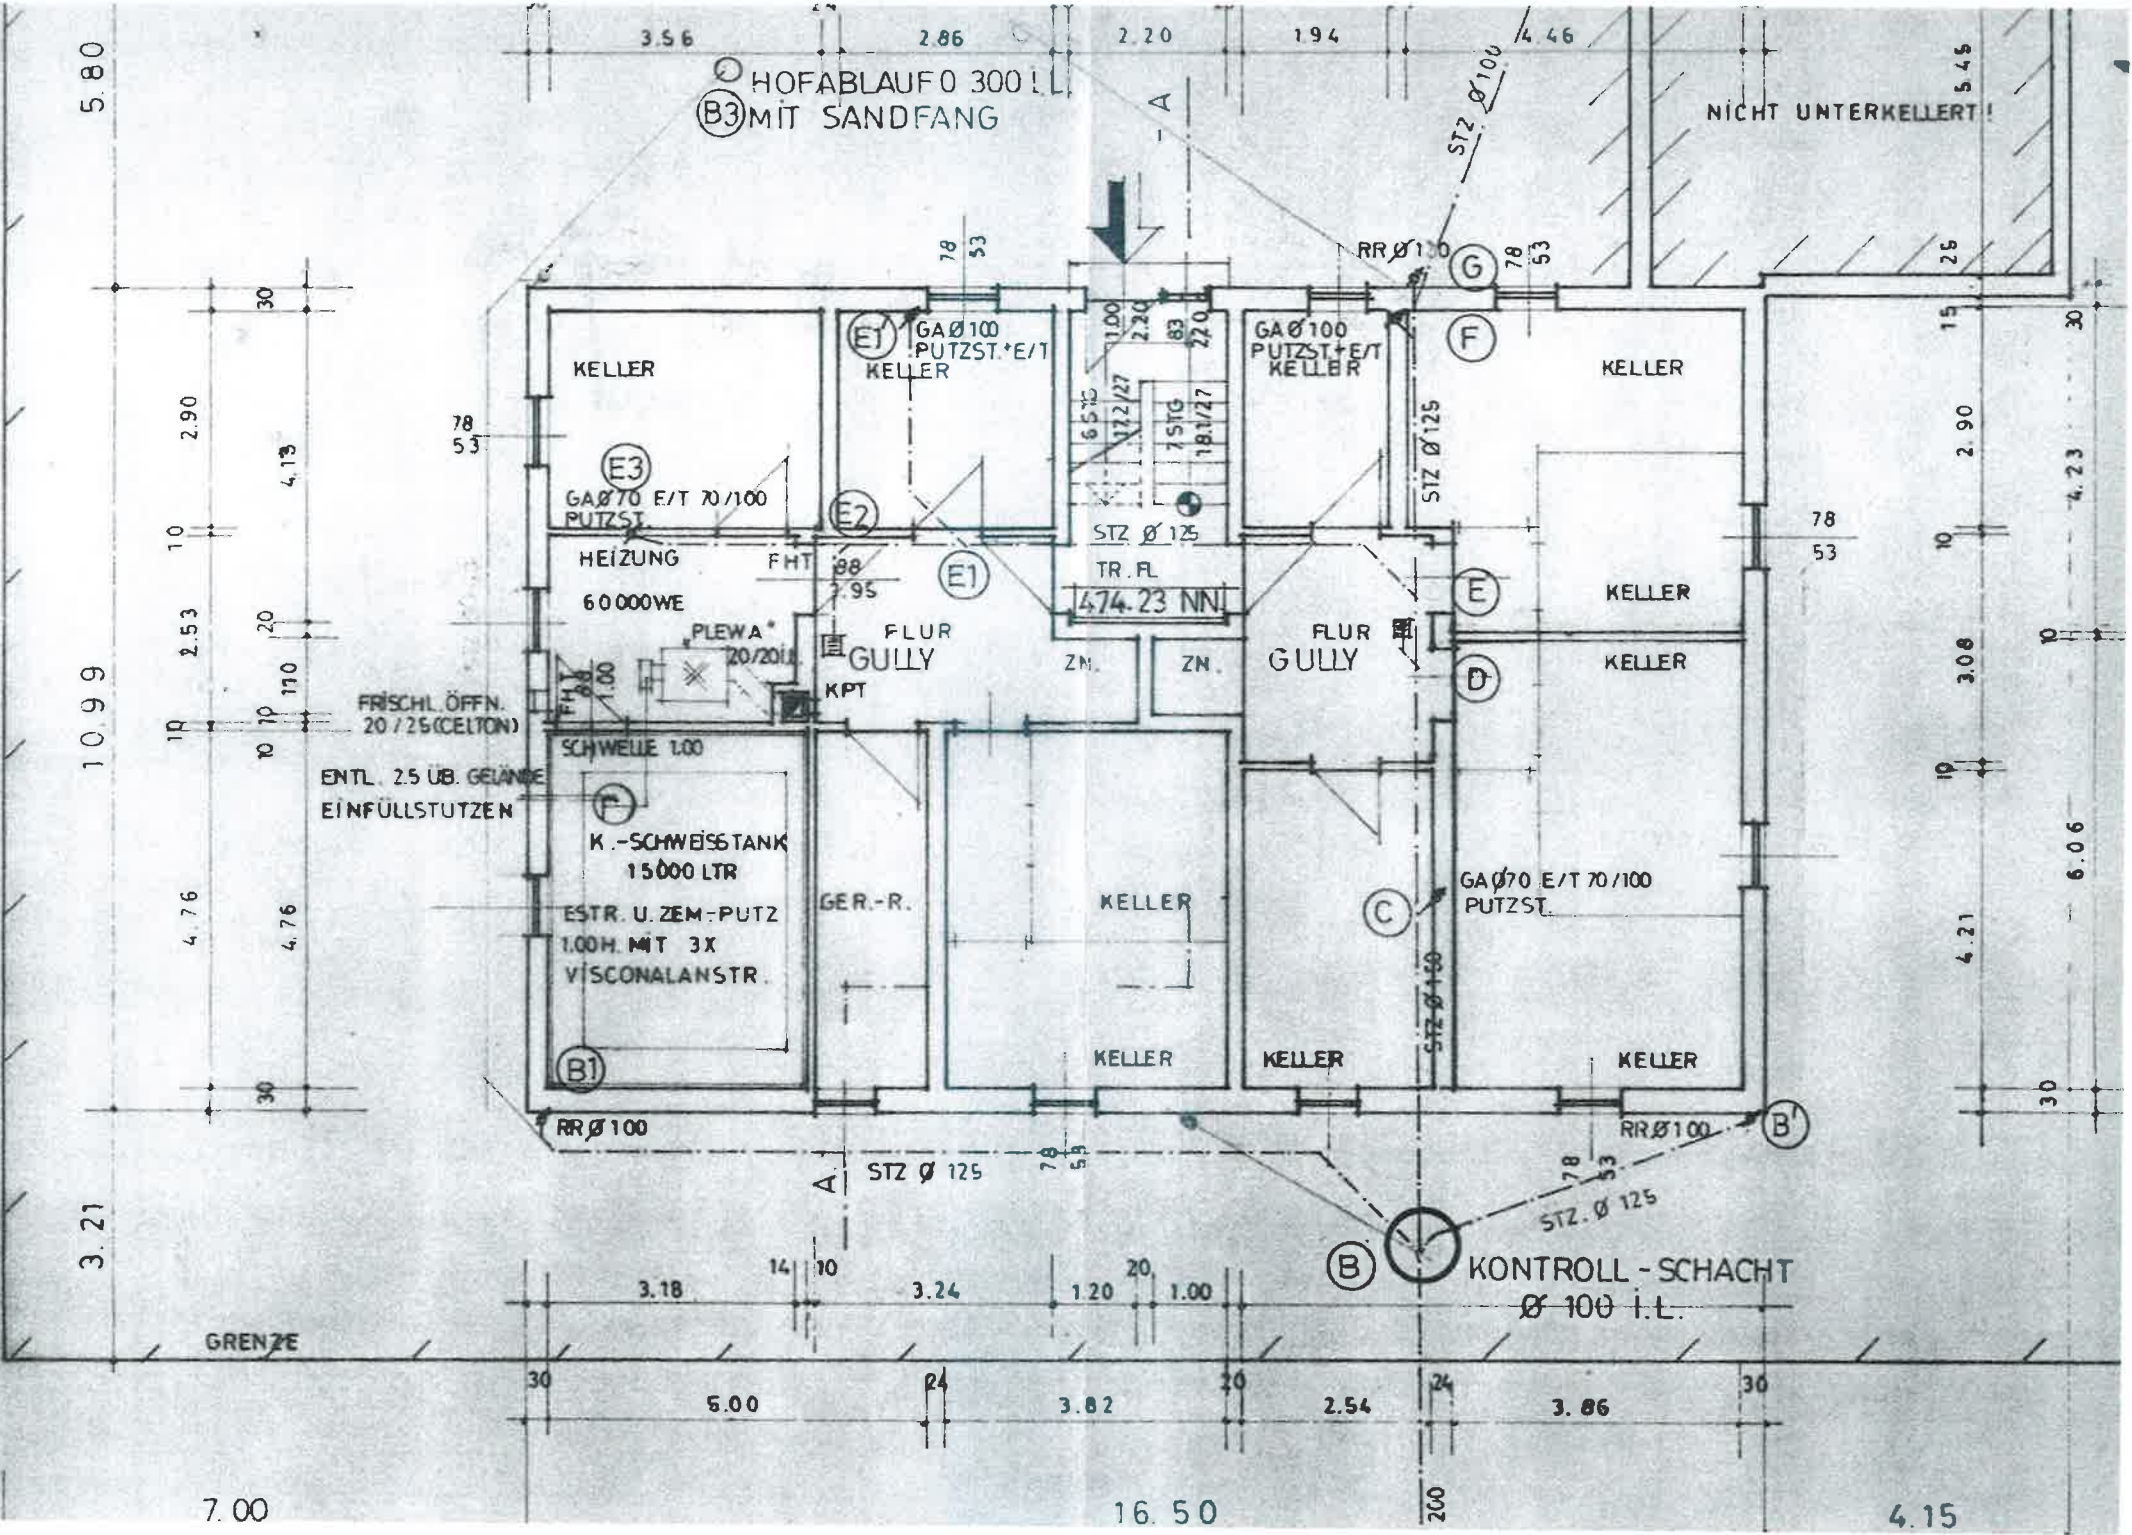 3.56
2.86
2.20
1.94
4.46
5.80
HOFABLAUF O 300 i.L.
B3 MiT SANDFANG
A
STZ Ø 100
5.45
NiCHT UNTERKELLERT!
78
53
RR Ø 100
G
78
53
25
30
15
30
E1
GA Ø 100
PUTZST.+E/T
KELLER
1.00
2.20
83
2.20
GA Ø 100
PUTZST.+E/T
KELLER
F
KELLER
KELLER
2.90
4.13
78
53
E3
GA Ø 70 E/T 70/100
PUTZST.
E2
6 STG
17.2/27
7 STG
18.1/27
STZ Ø 125
2.90
4.23
10
HEiZUNG
FHT
E1
STZ Ø 125
TR. FL
474.23 NN
E
KELLER
78
53
10
60000WE
2.53
20
PLEWA
FLUR
GULLY
ZN.
ZN.
FLUR
GULLY
D
KELLER
10
3.08
1.10
FHT
88
1.00
KPT
FRiSCHL. ÖFFN.
20/25 (CELTON)
10
10
10
10.99
SCHWELLE 1.00
ENTL. 2.5 ÜB. GELÄNDE
EiNFÜLLSTUTZEN
F
10
K.-SCHWEiSSTANK
15000 LTR
6.06
GA Ø 70 E/T 70/100
PUTZST.
GER.-R.
KELLER
C
4.76
4.76
ESTR. U. ZEM.-PUTZ
1.00 H. MiT 3X
ViSCONALANSTR.
4.21
STZ Ø 150
B1
KELLER
KELLER
KELLER
30
30
RR Ø 100
RR Ø 100
B'
A
STZ Ø 125
78
53
78
53
STZ. Ø 125
3.21
B
KONTROLL-SCHACHT
Ø 100 i.L.
14
10
20
3.18
3.24
1.20
1.00
GRENZE
30
24
20
24
30
5.00
3.82
2.54
3.86
7.00
16.50
200
4.15